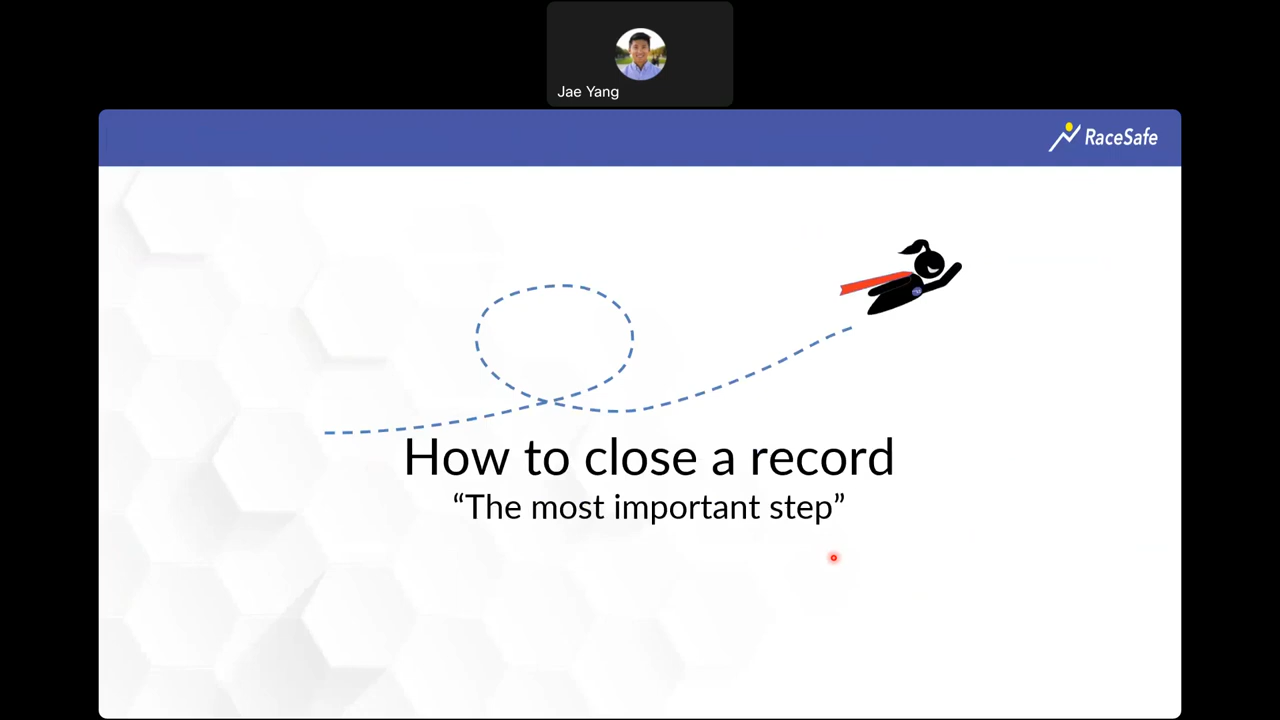 Jae Yang
RaceSafe
How to close a record
“The most important step”